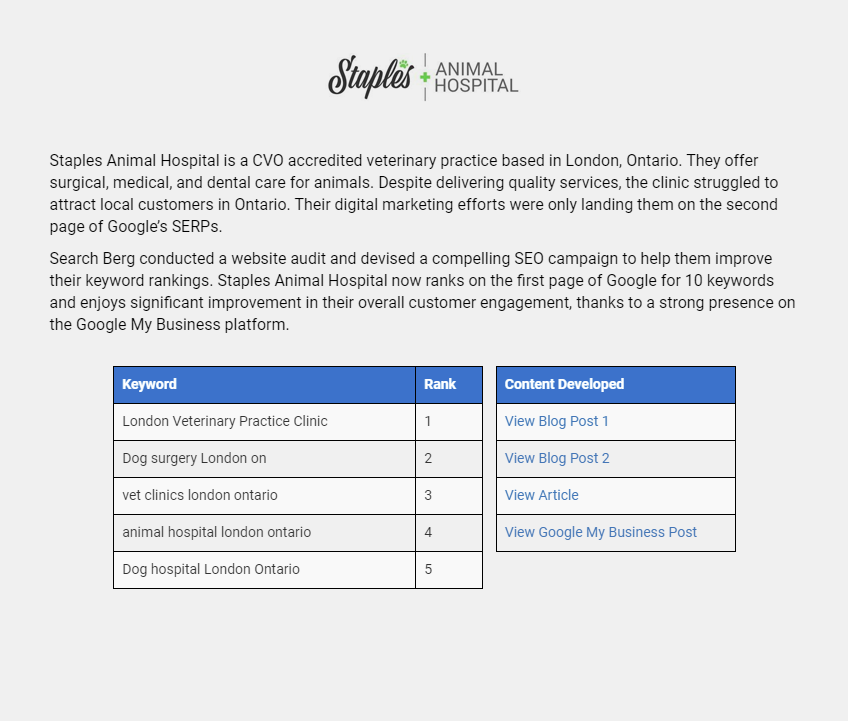 Staples
ANIMAL
HOSPITAL
Staples Animal Hospital is a CVO accredited veterinary practice based in London, Ontario. They offer
surgical, medical, and dental care for animals. Despite delivering quality services, the clinic struggled to
attract local customers in Ontario. Their digital marketing efforts were only landing them on the second
page of Google’s SERPs.
Search Berg conducted a website audit and devised a compelling SEO campaign to help them improve
their keyword rankings. Staples Animal Hospital now ranks on the first page of Google for 10 keywords
and enjoys significant improvement in their overall customer engagement, thanks to a strong presence on
the Google My Business platform.
Keyword Rank Content Developed
London Veterinary Practice Clinic 1 View Blog Post 1
Dog surgery London on 2 View Blog Post 2
vet clinics london ontario 3 View Article
animal hospital london ontario 4 View Google My Business Post
Dog hospital London Ontario 5